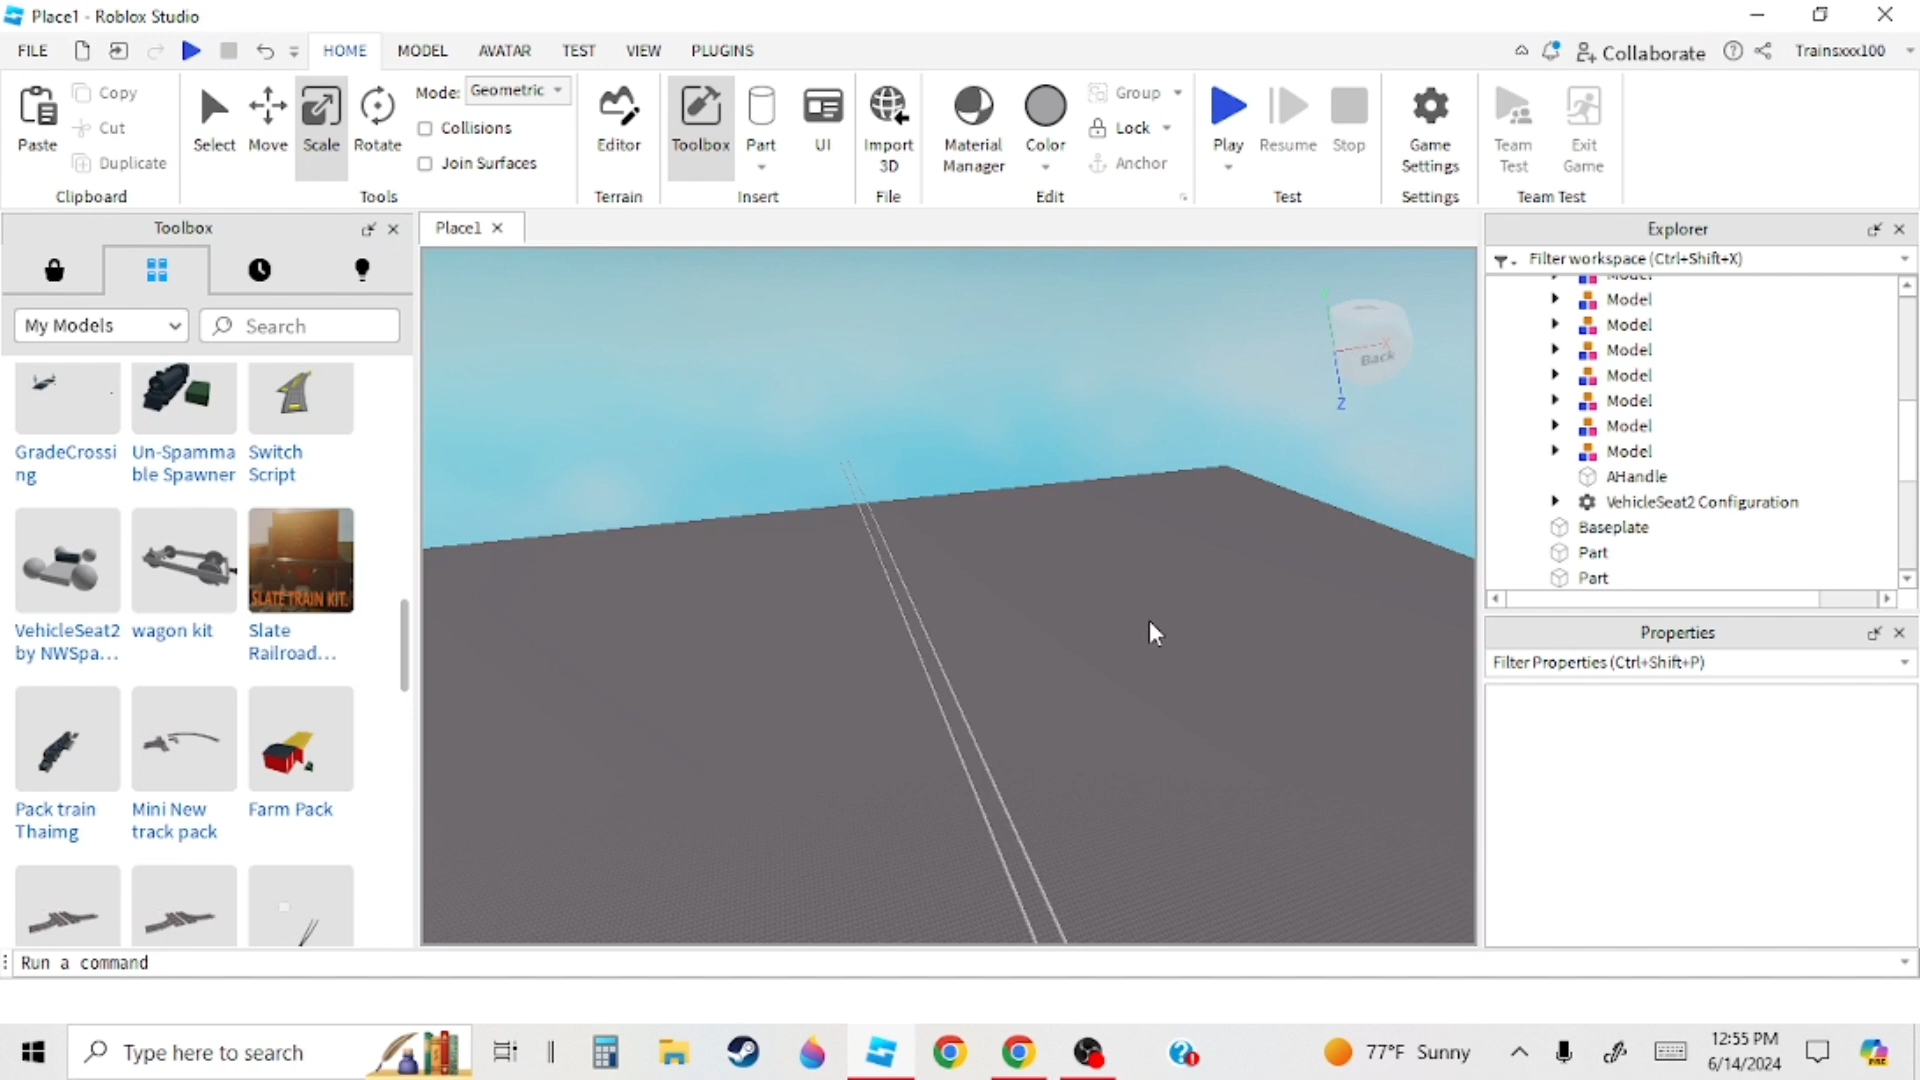 Place1 - Roblox Studio
FILE HOME MODEL AVATAR TEST VIEW PLUGINS
Collaborate
Trainsxxx100
Paste
Copy
Cut
Duplicate
Clipboard
Select
Move
Scale
Rotate
Mode: Geometric
Collisions
Join Surfaces
Tools
Editor
Terrain
Toolbox
Part
UI
Insert
Import
3D
File
Material
Manager
Color
Group
Lock
Anchor
Edit
Play
Resume
Stop
Test
Game
Settings
Settings
Team
Test
Exit
Game
Team Test
Toolbox
My Models
Search
GradeCrossi
ng
Un-Spamma
ble Spawner
Switch
Script
SLATE TRAIN KIT.
VehicleSeat2
by NWSpa...
wagon kit
Slate
Railroad...
Pack train
Thaimg
Mini New
track pack
Farm Pack
Place1
Back
X
Z
Explorer
Filter workspace (Ctrl+Shift+X)
Model
Model
Model
Model
Model
Model
Model
Model
AHandle
VehicleSeat2 Configuration
Baseplate
Part
Part
Properties
Filter Properties (Ctrl+Shift+P)
Run a command
Type here to search
77°F Sunny
12:55 PM
6/14/2024
PRE